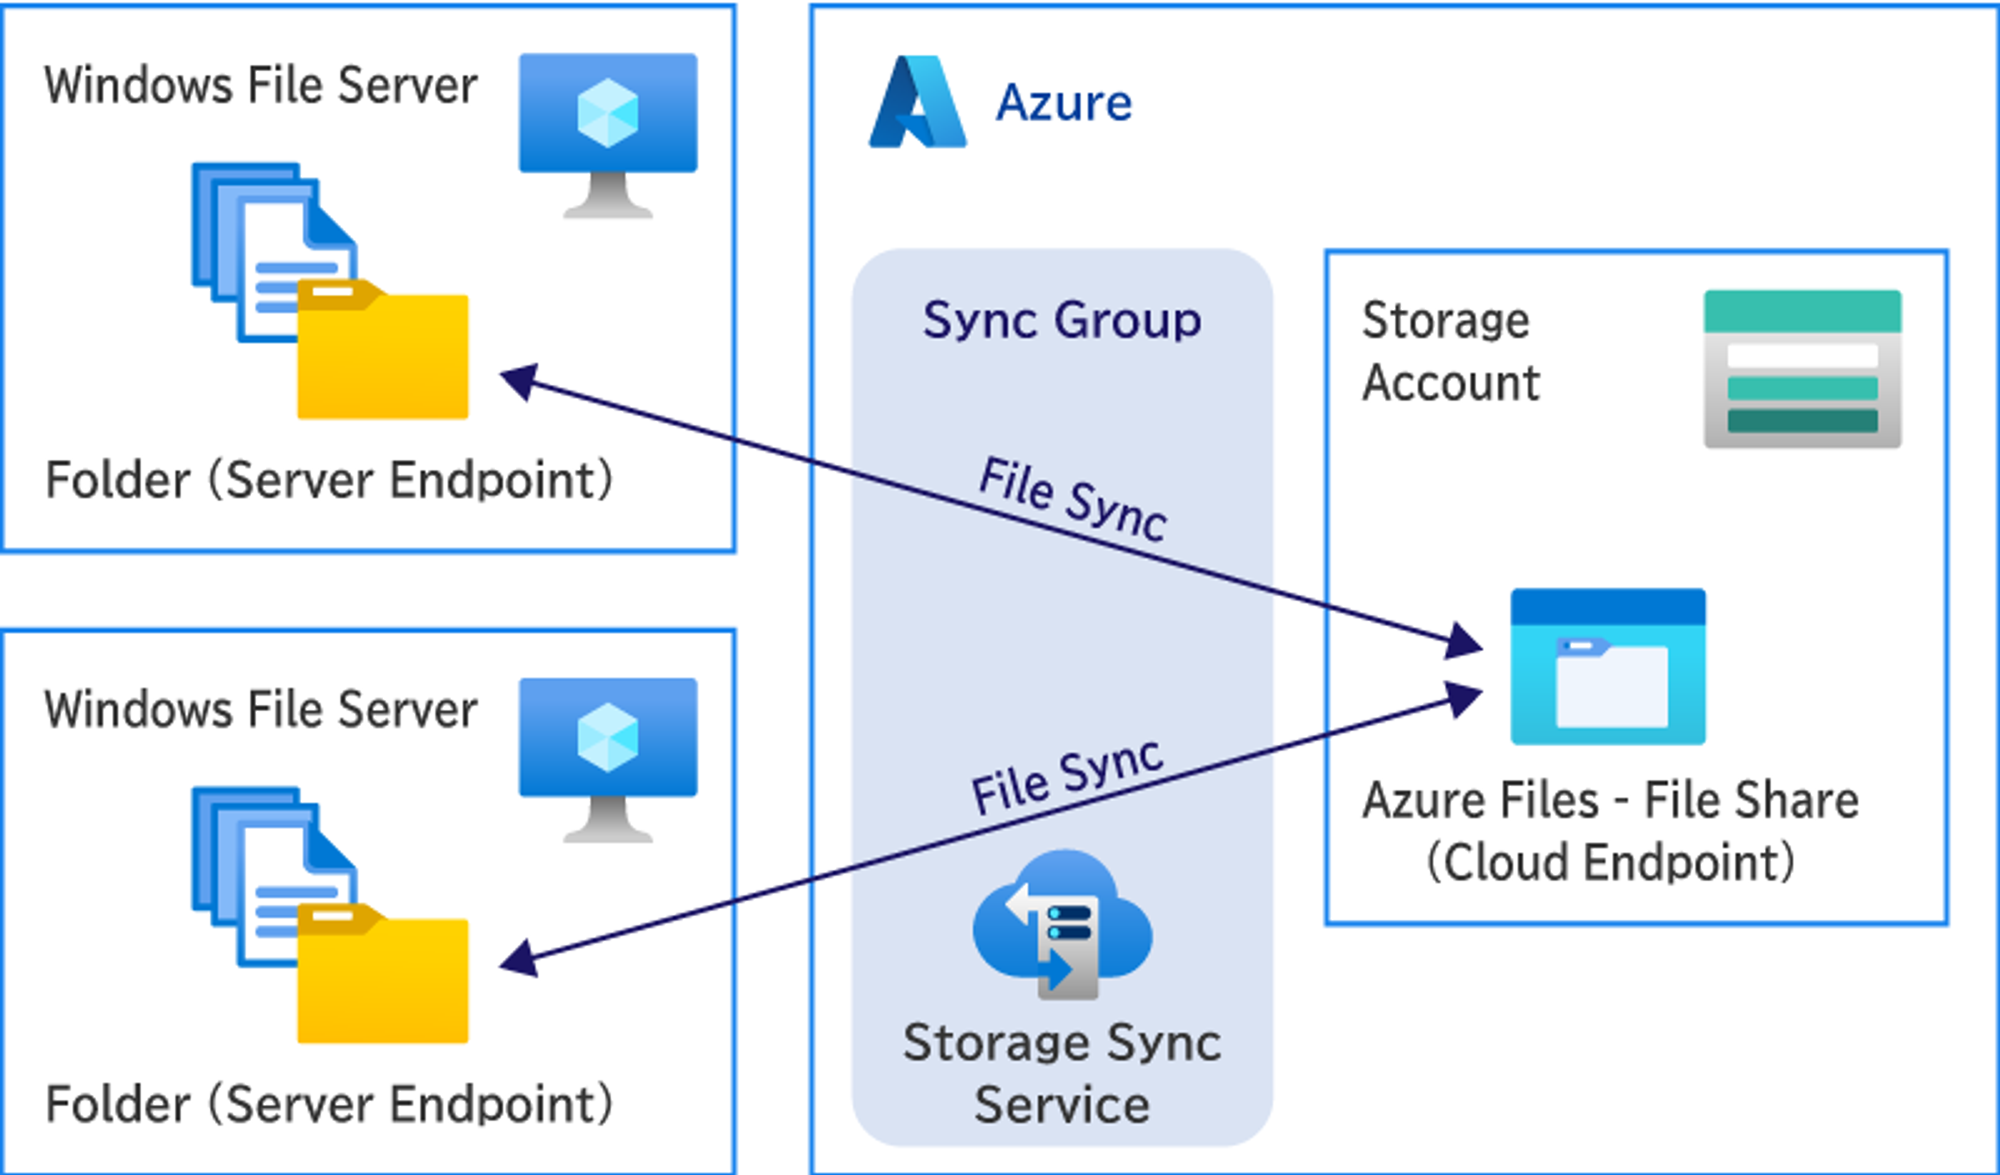 Windows File Server
Folder (Server Endpoint)
Windows File Server
Folder (Server Endpoint)
Azure
Sync Group
File Sync
File Sync
Storage Sync
Service
Storage
Account
Azure Files - File Share
(Cloud Endpoint)